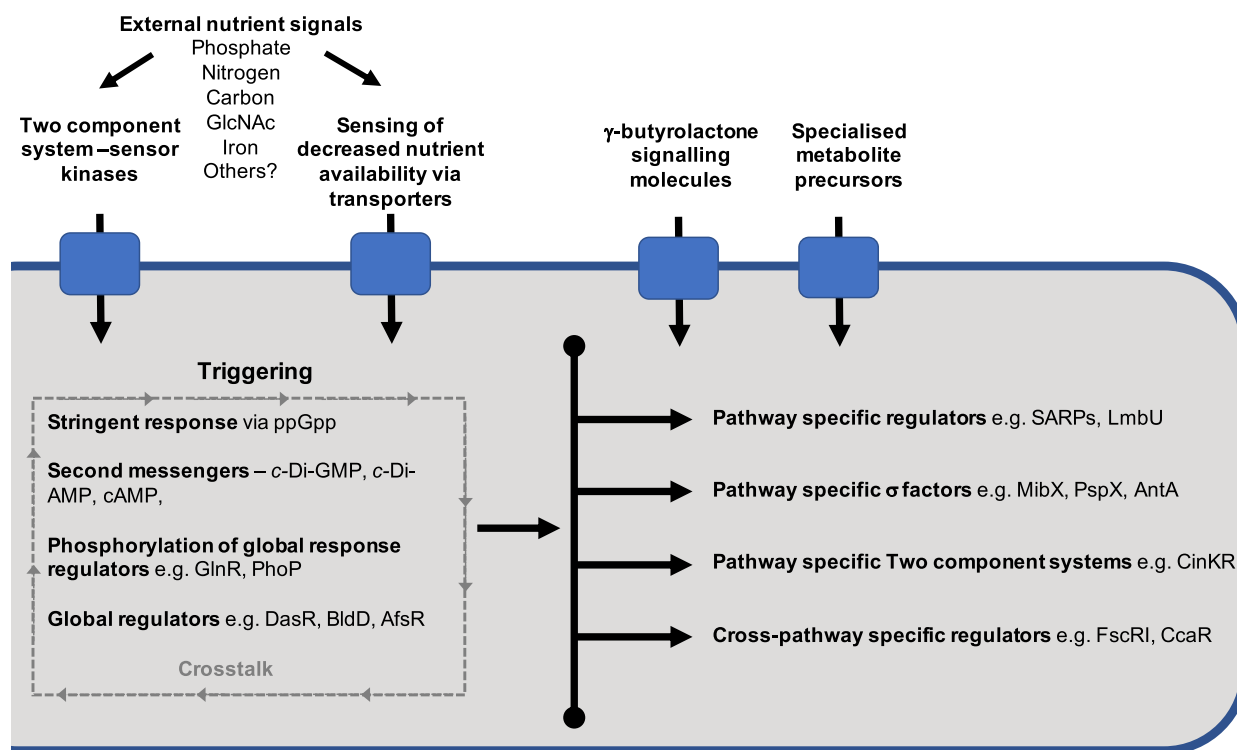 External nutrient signals
Phosphate
Nitrogen
Carbon
GlcNAc
Iron
Others?
Two component
system –sensor
kinases
Sensing of
decreased nutrient
availability via
transporters
γ-butyrolactone
signalling
molecules
Specialised
metabolite
precursors
Triggering
Stringent response via ppGpp
Second messengers – c-Di-GMP, c-Di-
AMP, cAMP,
Phosphorylation of global response
regulators e.g. GlnR, PhoP
Global regulators e.g. DasR, BldD, AfsR
Crosstalk
Pathway specific regulators e.g. SARPs, LmbU
Pathway specific σ factors e.g. MibX, PspX, AntA
Pathway specific Two component systems e.g. CinKR
Cross-pathway specific regulators e.g. FscRI, CcaR